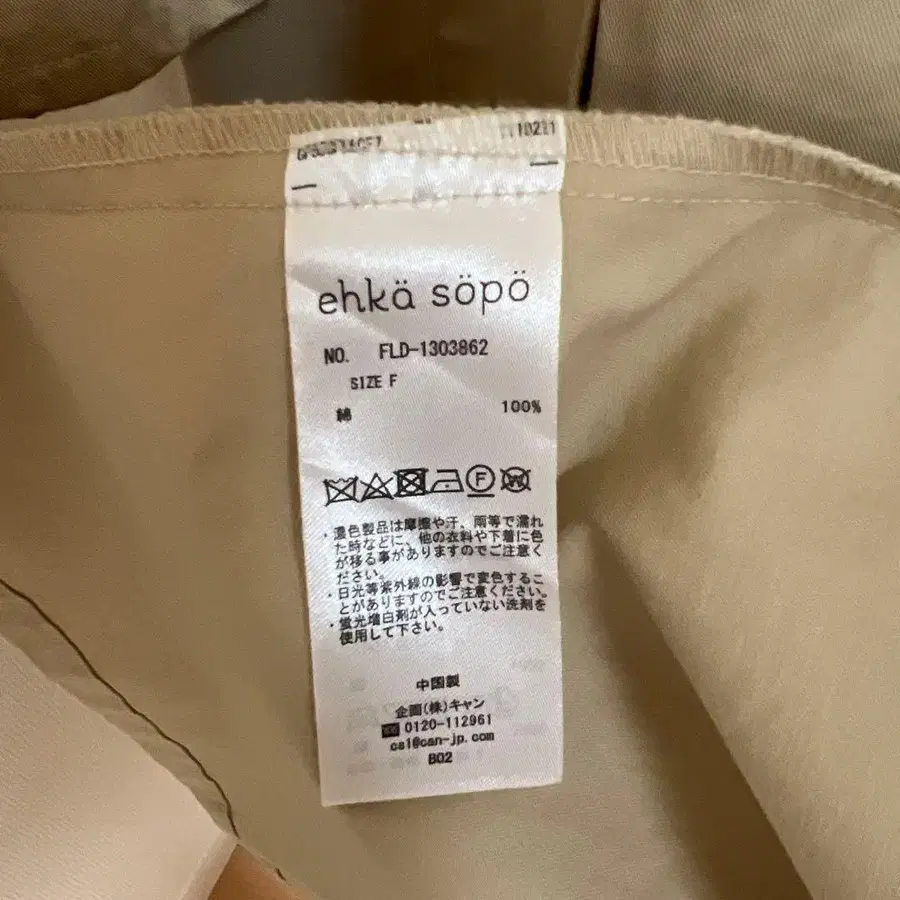 ehkä söpö
NO. FLD-1303862
SIZE F
綿 100%
F W
・濃色製品は摩擦や汗、雨等で濡れ
た時などに、他の衣料や下着に色
が移る事がありますのでご注意く
ださい。
・日光等紫外線の影響で変色するこ
とがありますのでご注意ください。
・蛍光増白剤が入っていない洗剤を
使用して下さい。
中国製
企画(株)キャン
0120-112961
cs1@can-jp.com
B02